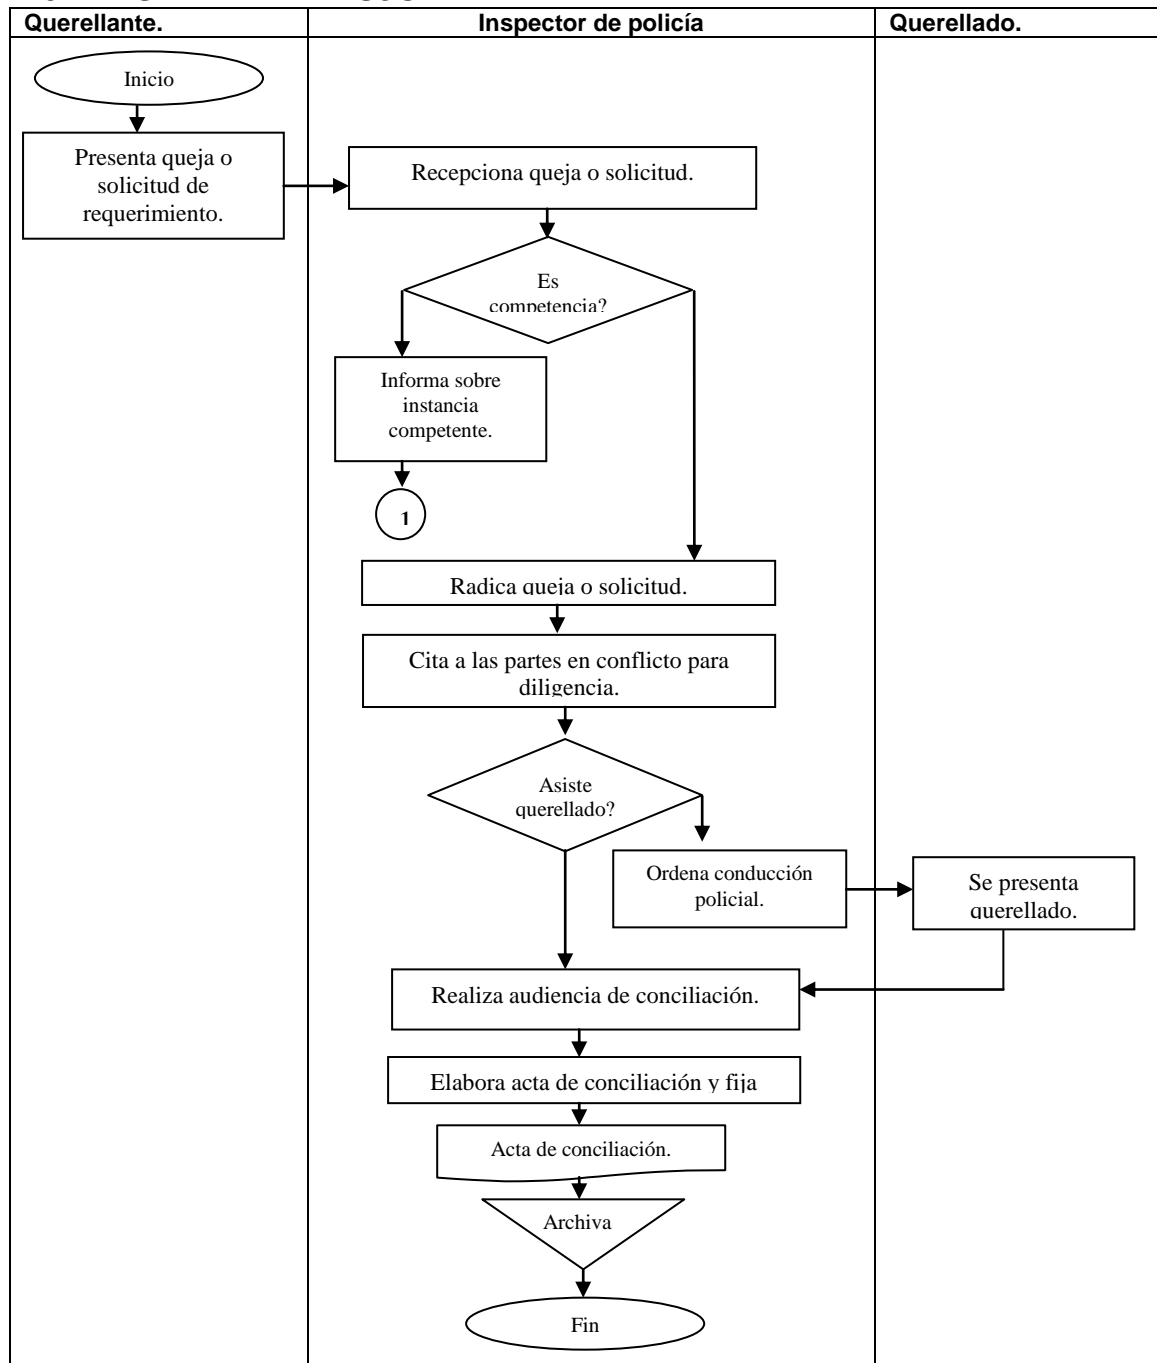 Querellante.
Inspector de policía
Querellado.
Inicio
Presenta queja o
solicitud de
requerimiento.
Recepciona queja o solicitud.
Es
competencia?
Informa sobre
instancia
competente.
1
Radica queja o solicitud.
Cita a las partes en conflicto para
diligencia.
Asiste
querellado?
Ordena conducción
policial.
Se presenta
querellado.
Realiza audiencia de conciliación.
Elabora acta de conciliación y fija
Acta de conciliación.
Archiva
Fin